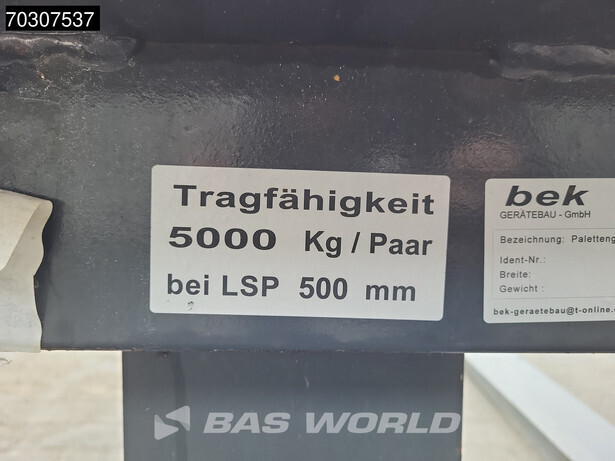 70307537
Tragfähigkeit
5000 Kg / Paar
bei LSP 500 mm
bek
GERÄTEBAU - GmbH
Bezeichnung: Paletteng
Ident-Nr.:
Breite:
Gewicht :
bek-geraetebau@t-online.
BAS WORLD